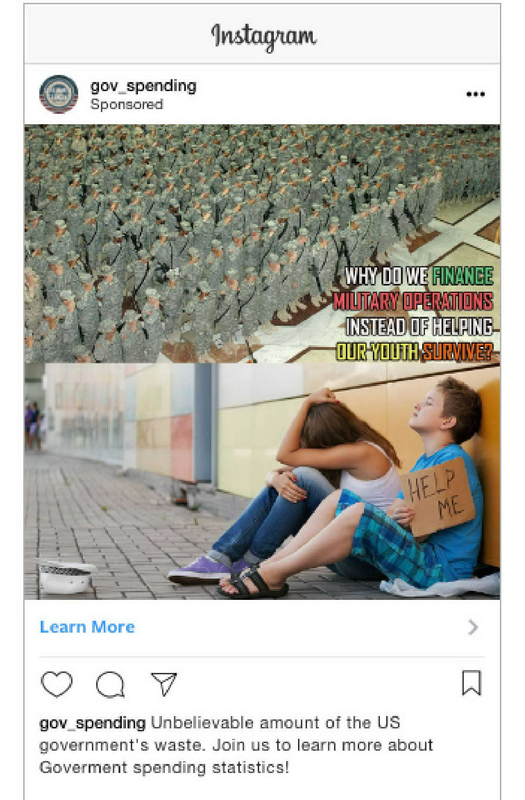 Instagram
gov_spending
Sponsored
WHY DO WE FINANCE
MILITARY OPERATIONS
INSTEAD OF HELPING
OUR YOUTH SURVIVE?
HELP
ME
Learn More
gov_spending Unbelievable amount of the US
government's waste. Join us to learn more about
Goverment spending statistics!